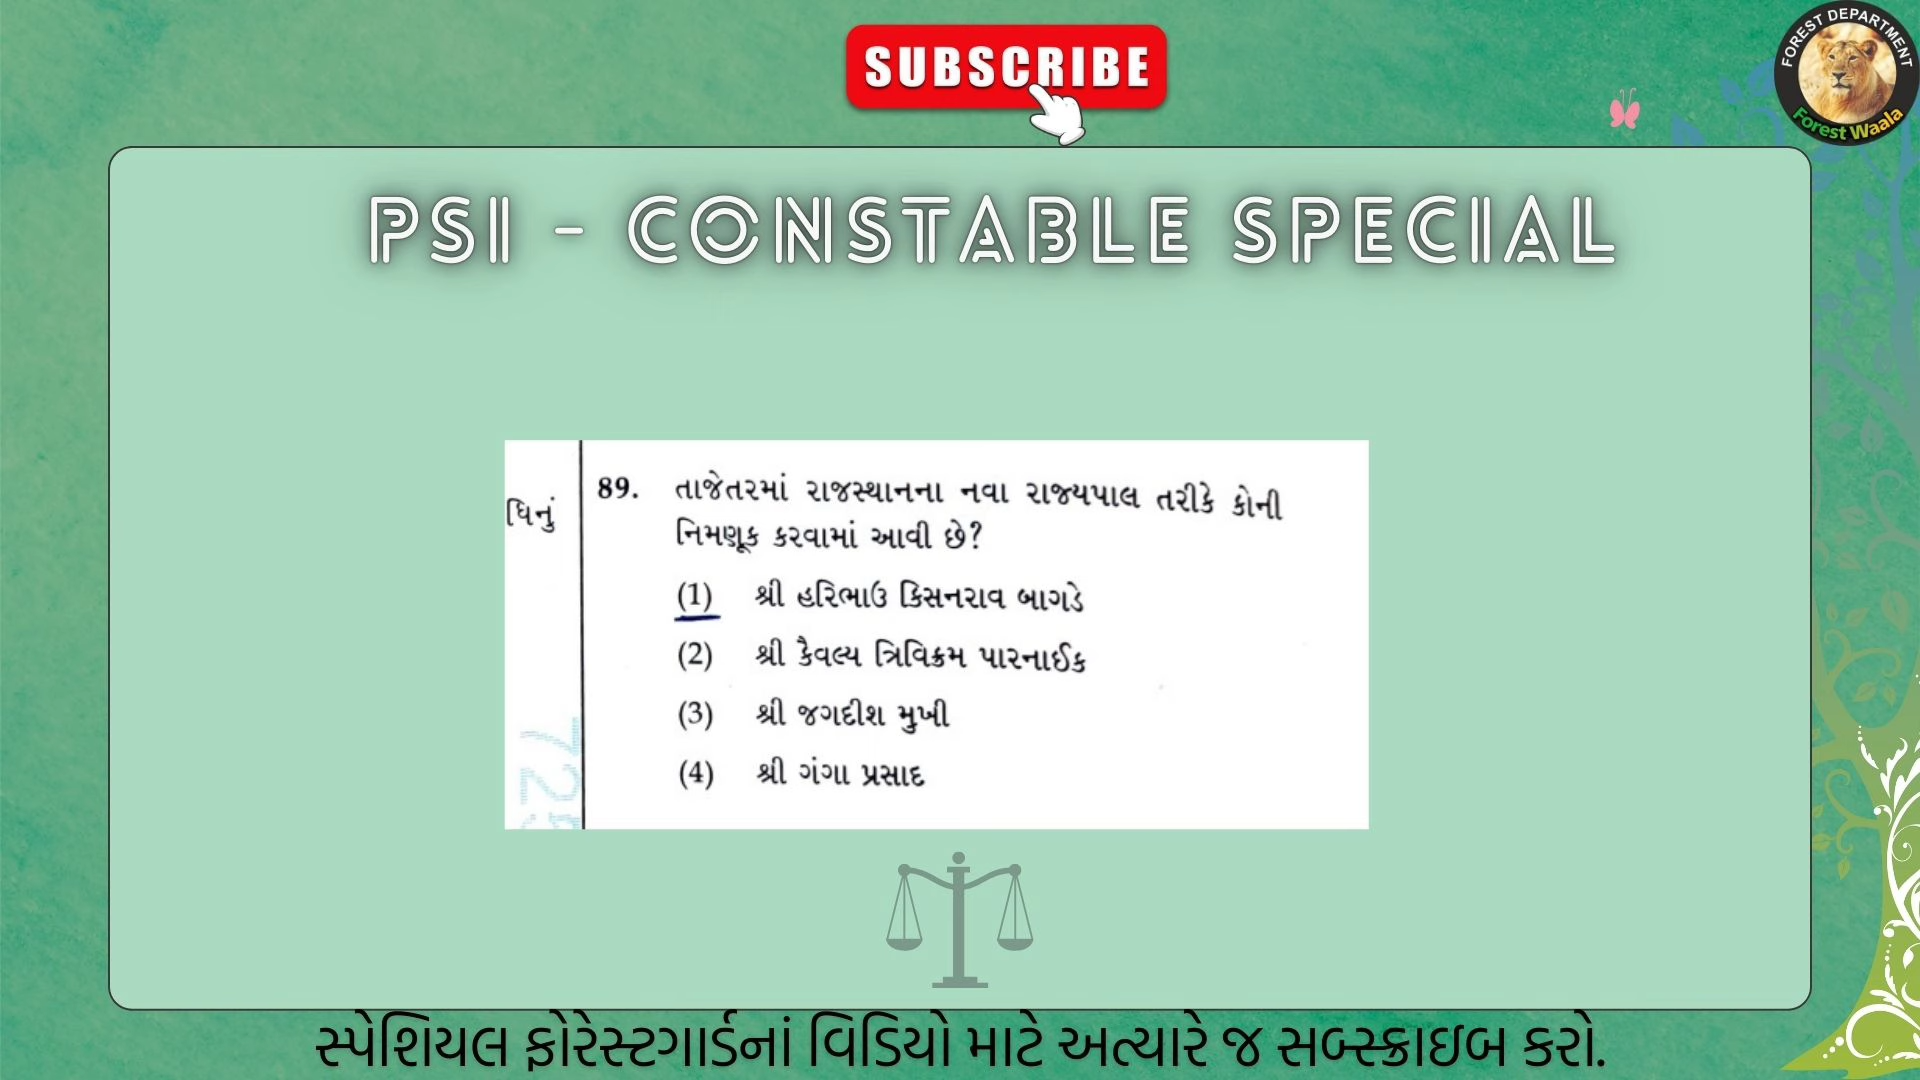 SUBSCRIBE
FOREST DEPARTMENT
Forest Waala
PSI - CONSTABLE SPECIAL
ધિનું
89. તાજેતરમાં રાજસ્થાનના નવા રાજ્યપાલ તરીકે કોની
નિમણૂક કરવામાં આવી છે?
(1) શ્રી હરિભાઉ કિસનરાવ બાગડે
(2) શ્રી કૈવલ્ય ત્રિવિક્રમ પારનાઈક
(3) શ્રી જગદીશ મુખી
(4) શ્રી ગંગા પ્રસાદ
સ્પેશિયલ ફોરેસ્ટગાર્ડનાં વિડિયો માટે અત્યારે જ સબ્સ્ક્રાઇબ કરો.